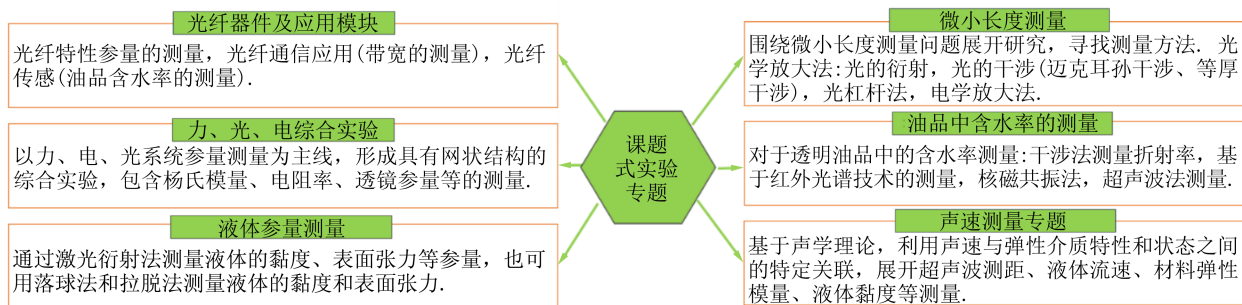 光纤器件及应用模块
光纤特性参量的测量，光纤通信应用(带宽的测量)，光纤
传感(油品含水率的测量).
力、光、电综合实验
以力、电、光系统参量测量为主线，形成具有网状结构的
综合实验，包含杨氏模量、电阻率、透镜参量等的测量.
液体参量测量
通过激光衍射法测量液体的黏度、表面张力等参量，也可
用落球法和拉脱法测量液体的黏度和表面张力.
课题
式实验
专题
微小长度测量
围绕微小长度测量问题展开研究，寻找测量方法. 光
学放大法:光的衍射，光的干涉(迈克耳孙干涉、等厚
干涉)，光杠杆法，电学放大法.
油品中含水率的测量
对于透明油品中的含水率测量:干涉法测量折射率，基
于红外光谱技术的测量，核磁共振法，超声波法测量.
声速测量专题
基于声学理论，利用声速与弹性介质特性和状态之间
的特定关联，展开超声波测距、液体流速、材料弹性
模量、液体黏度等测量.